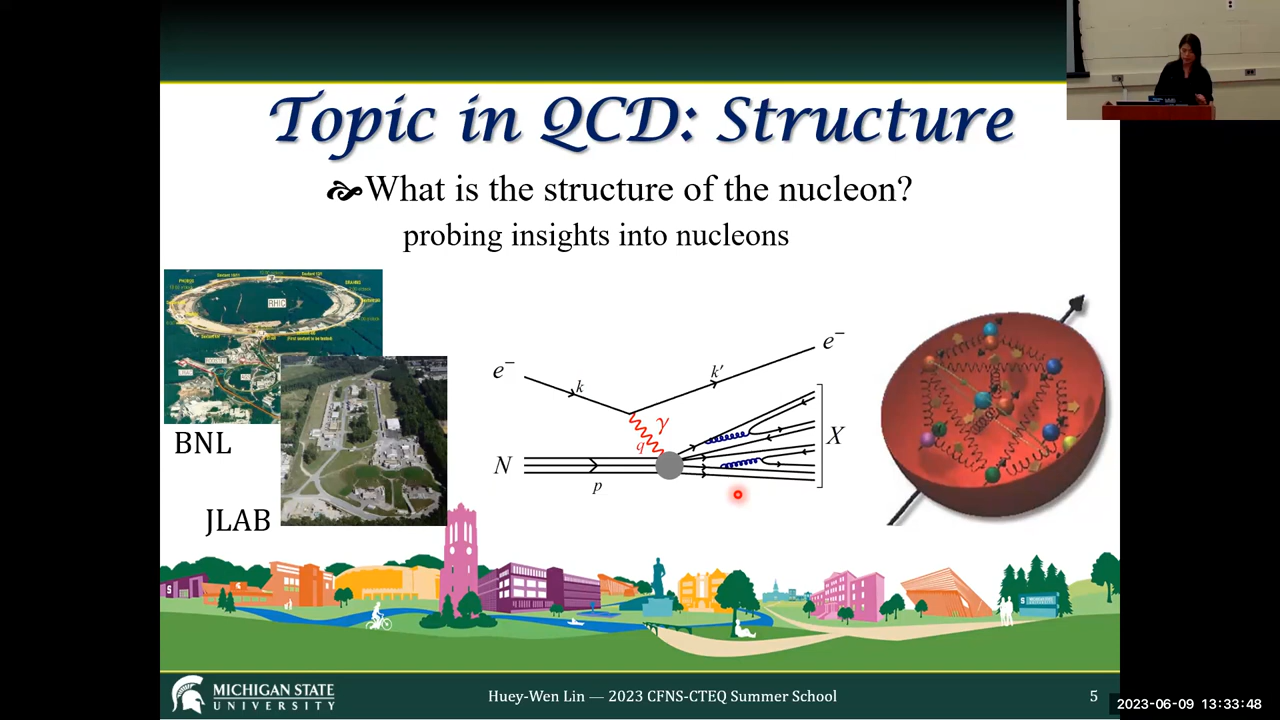 Topic in QCD: Structure
What is the structure of the nucleon?
probing insights into nucleons
RHIC
BNL
JLAB
e⁻
k
k′
e⁻
γ
q
N
p
X
MICHIGAN STATE
UNIVERSITY
Huey-Wen Lin — 2023 CFNS-CTEQ Summer School
5
2023-06-09 13:33:48